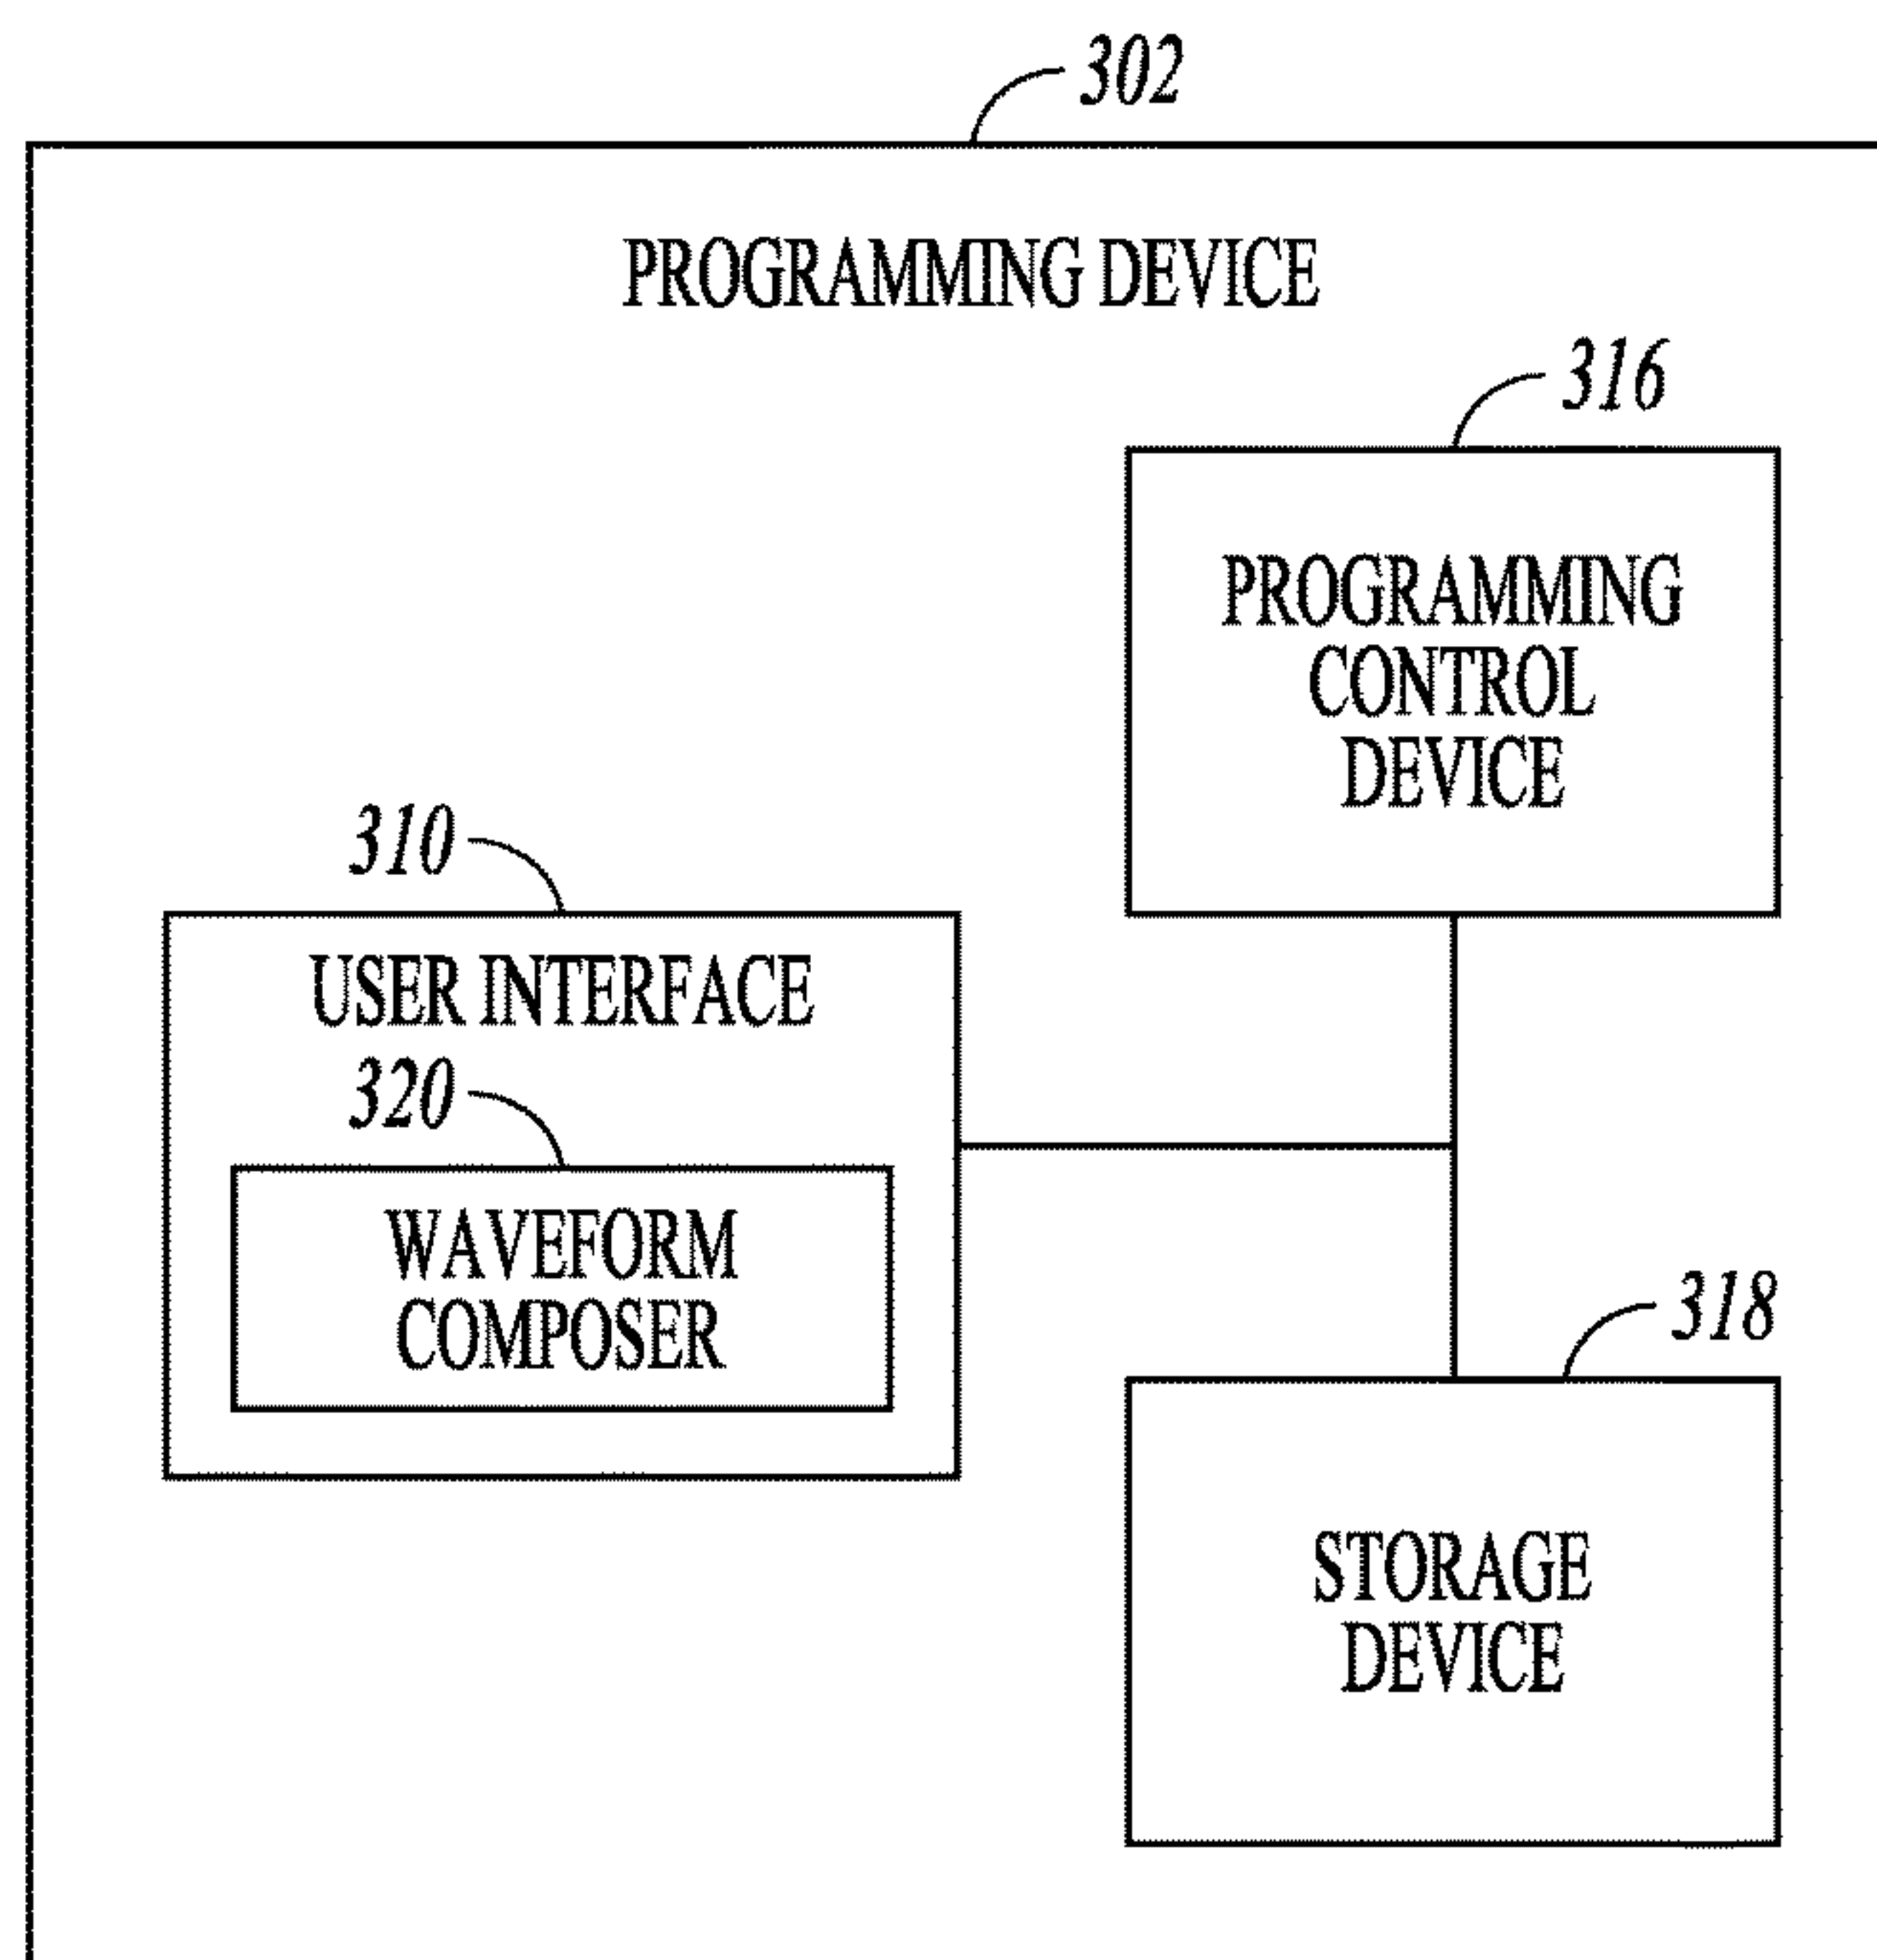 302
PROGRAMMING DEVICE
316
PROGRAMMING
CONTROL
DEVICE
310
USER INTERFACE
320
WAVEFORM
COMPOSER
318
STORAGE
DEVICE